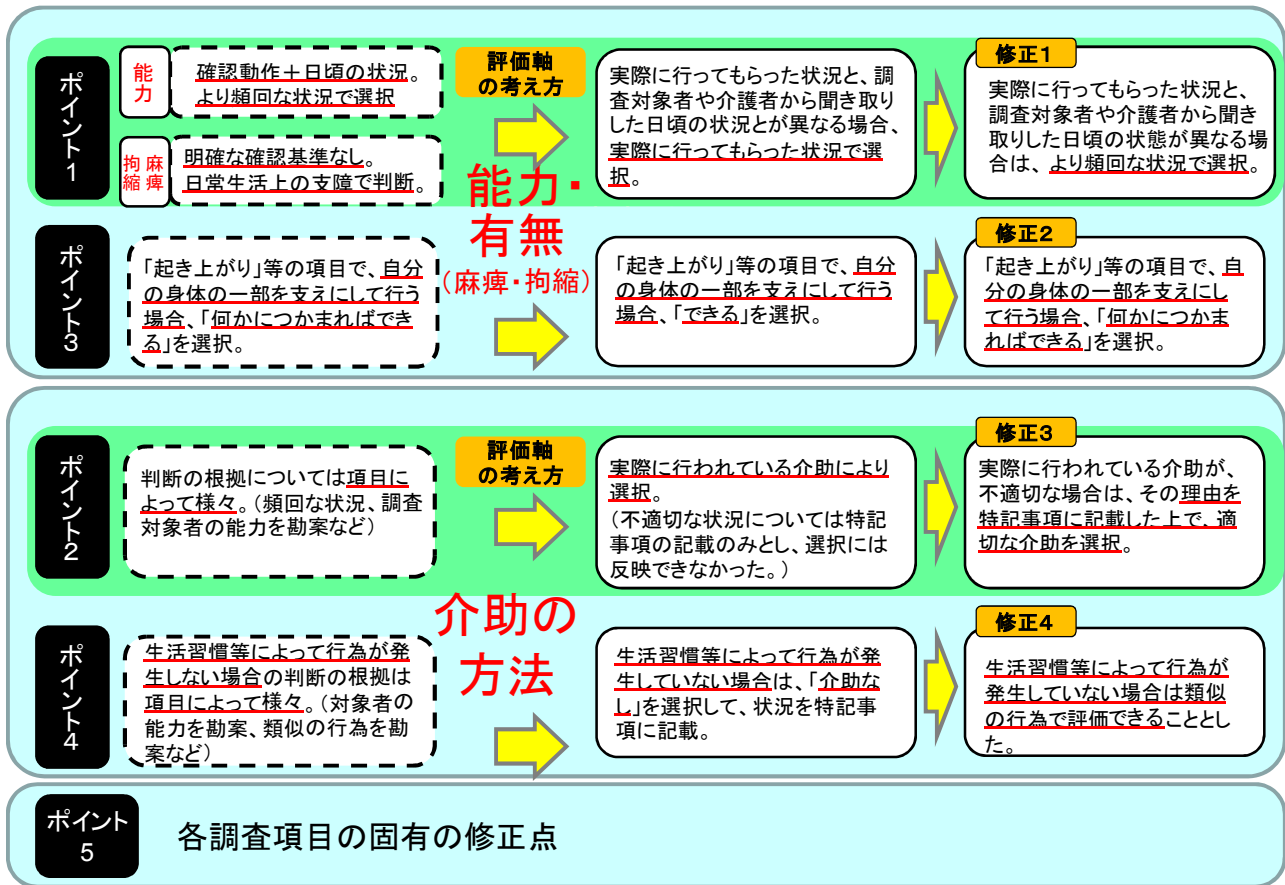 ポイント1
能力
確認動作＋日頃の状況。
より頻回な状況で選択
拘縮 麻痺
明確な確認基準なし。
日常生活上の支障で判断。
評価軸
の考え方
能力・
有無
（麻痺・拘縮）
実際に行ってもらった状況と、調
査対象者や介護者から聞き取り
した日頃の状況とが異なる場合、
実際に行ってもらった状況で選
択。
修正1
実際に行ってもらった状況と、
調査対象者や介護者から聞き
取りした日頃の状態が異なる場
合は、より頻回な状況で選択。
ポイント3
「起き上がり」等の項目で、自分
の身体の一部を支えにして行う
場合、「何かにつかまればでき
る」を選択。
「起き上がり」等の項目で、自分
の身体の一部を支えにして行う
場合、「できる」を選択。
修正2
「起き上がり」等の項目で、自
分の身体の一部を支えにし
て行う場合、「何かにつかま
ればできる」を選択。
ポイント2
判断の根拠については項目に
よって様々。（頻回な状況、調査
対象者の能力を勘案など）
評価軸
の考え方
介助の
方法
実際に行われている介助により
選択。
（不適切な状況については特記
事項の記載のみとし、選択には
反映できなかった。）
修正3
実際に行われている介助が、
不適切な場合は、その理由を
特記事項に記載した上で、適
切な介助を選択。
ポイント4
生活習慣等によって行為が発
生しない場合の判断の根拠は
項目によって様々。（対象者の
能力を勘案、類似の行為を勘
案など）
生活習慣等によって行為が発
生していない場合は、「介助な
し」を選択して、状況を特記事
項に記載。
修正4
生活習慣等によって行為が
発生していない場合は類似
の行為で評価できることとし
た。
ポイント
5
各調査項目の固有の修正点